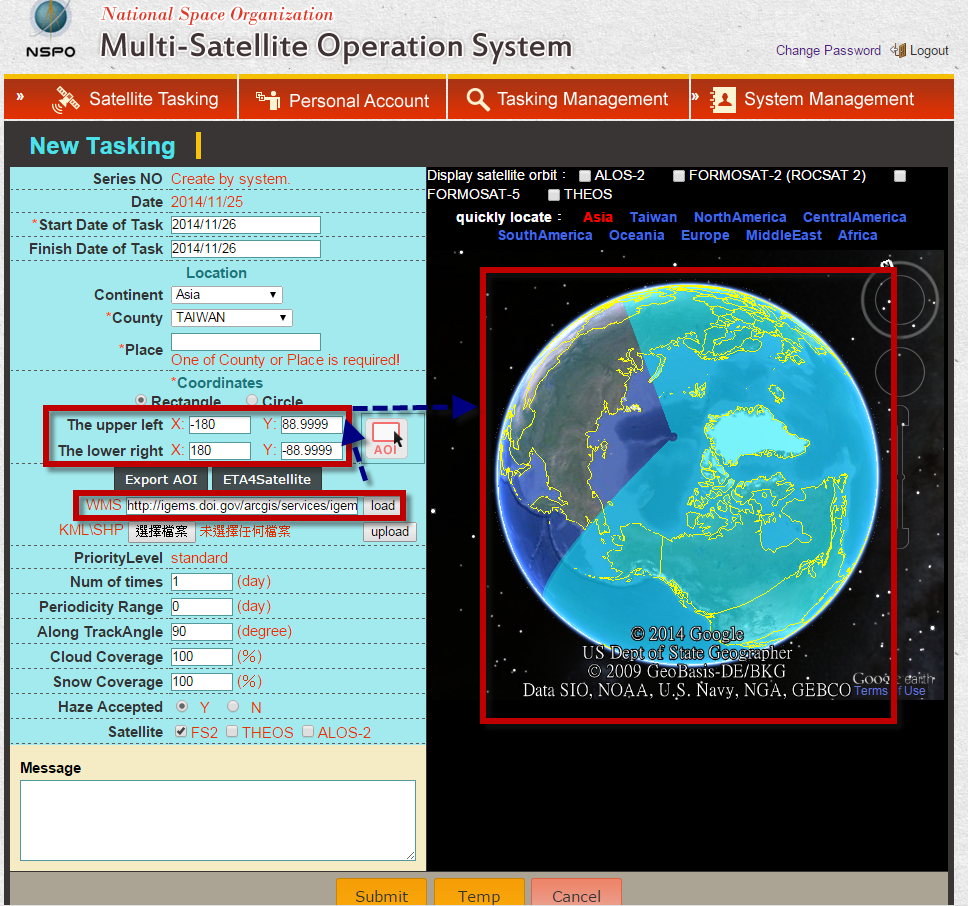 National Space Organization
NSPO
Multi-Satellite Operation System
Change Password Logout
» Satellite Tasking Personal Account Tasking Management » System Management
New Tasking
Series NO Create by system.
Date 2014/11/25
*Start Date of Task 2014/11/26
Finish Date of Task 2014/11/26
Location
Continent Asia
*County TAIWAN
*Place
One of County or Place is required!
*Coordinates
Rectangle Circle
The upper left X: -180 Y: 88.9999
The lower right X: 180 Y: -88.9999
AOI
Export AOI ETA4Satellite
WMS http://igems.doi.gov/arcgis/services/igem load
KML\SHP 選擇檔案 未選擇任何檔案 upload
PriorityLevel standard
Num of times 1 (day)
Periodicity Range 0 (day)
Along TrackAngle 90 (degree)
Cloud Coverage 100 (%)
Snow Coverage 100 (%)
Haze Accepted Y N
Satellite FS2 THEOS ALOS-2
Message
Display satellite orbit： ALOS-2 FORMOSAT-2 (ROCSAT 2)
FORMOSAT-5 THEOS
quickly locate： Asia Taiwan NorthAmerica CentralAmerica
SouthAmerica Oceania Europe MiddleEast Africa
© 2014 Google
US Dept of State Geographer
© 2009 GeoBasis-DE/BKG
Data SIO, NOAA, U.S. Navy, NGA, GEBCO
Google earth
Terms of Use
Submit Temp Cancel